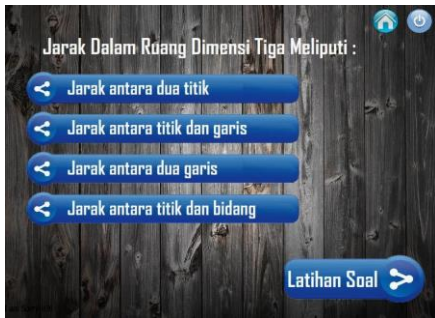 Jarak Dalam Ruang Dimensi Tiga Meliputi :
Jarak antara dua titik
Jarak antara titik dan garis
Jarak antara dua garis
Jarak antara titik dan bidang
Latihan Soal